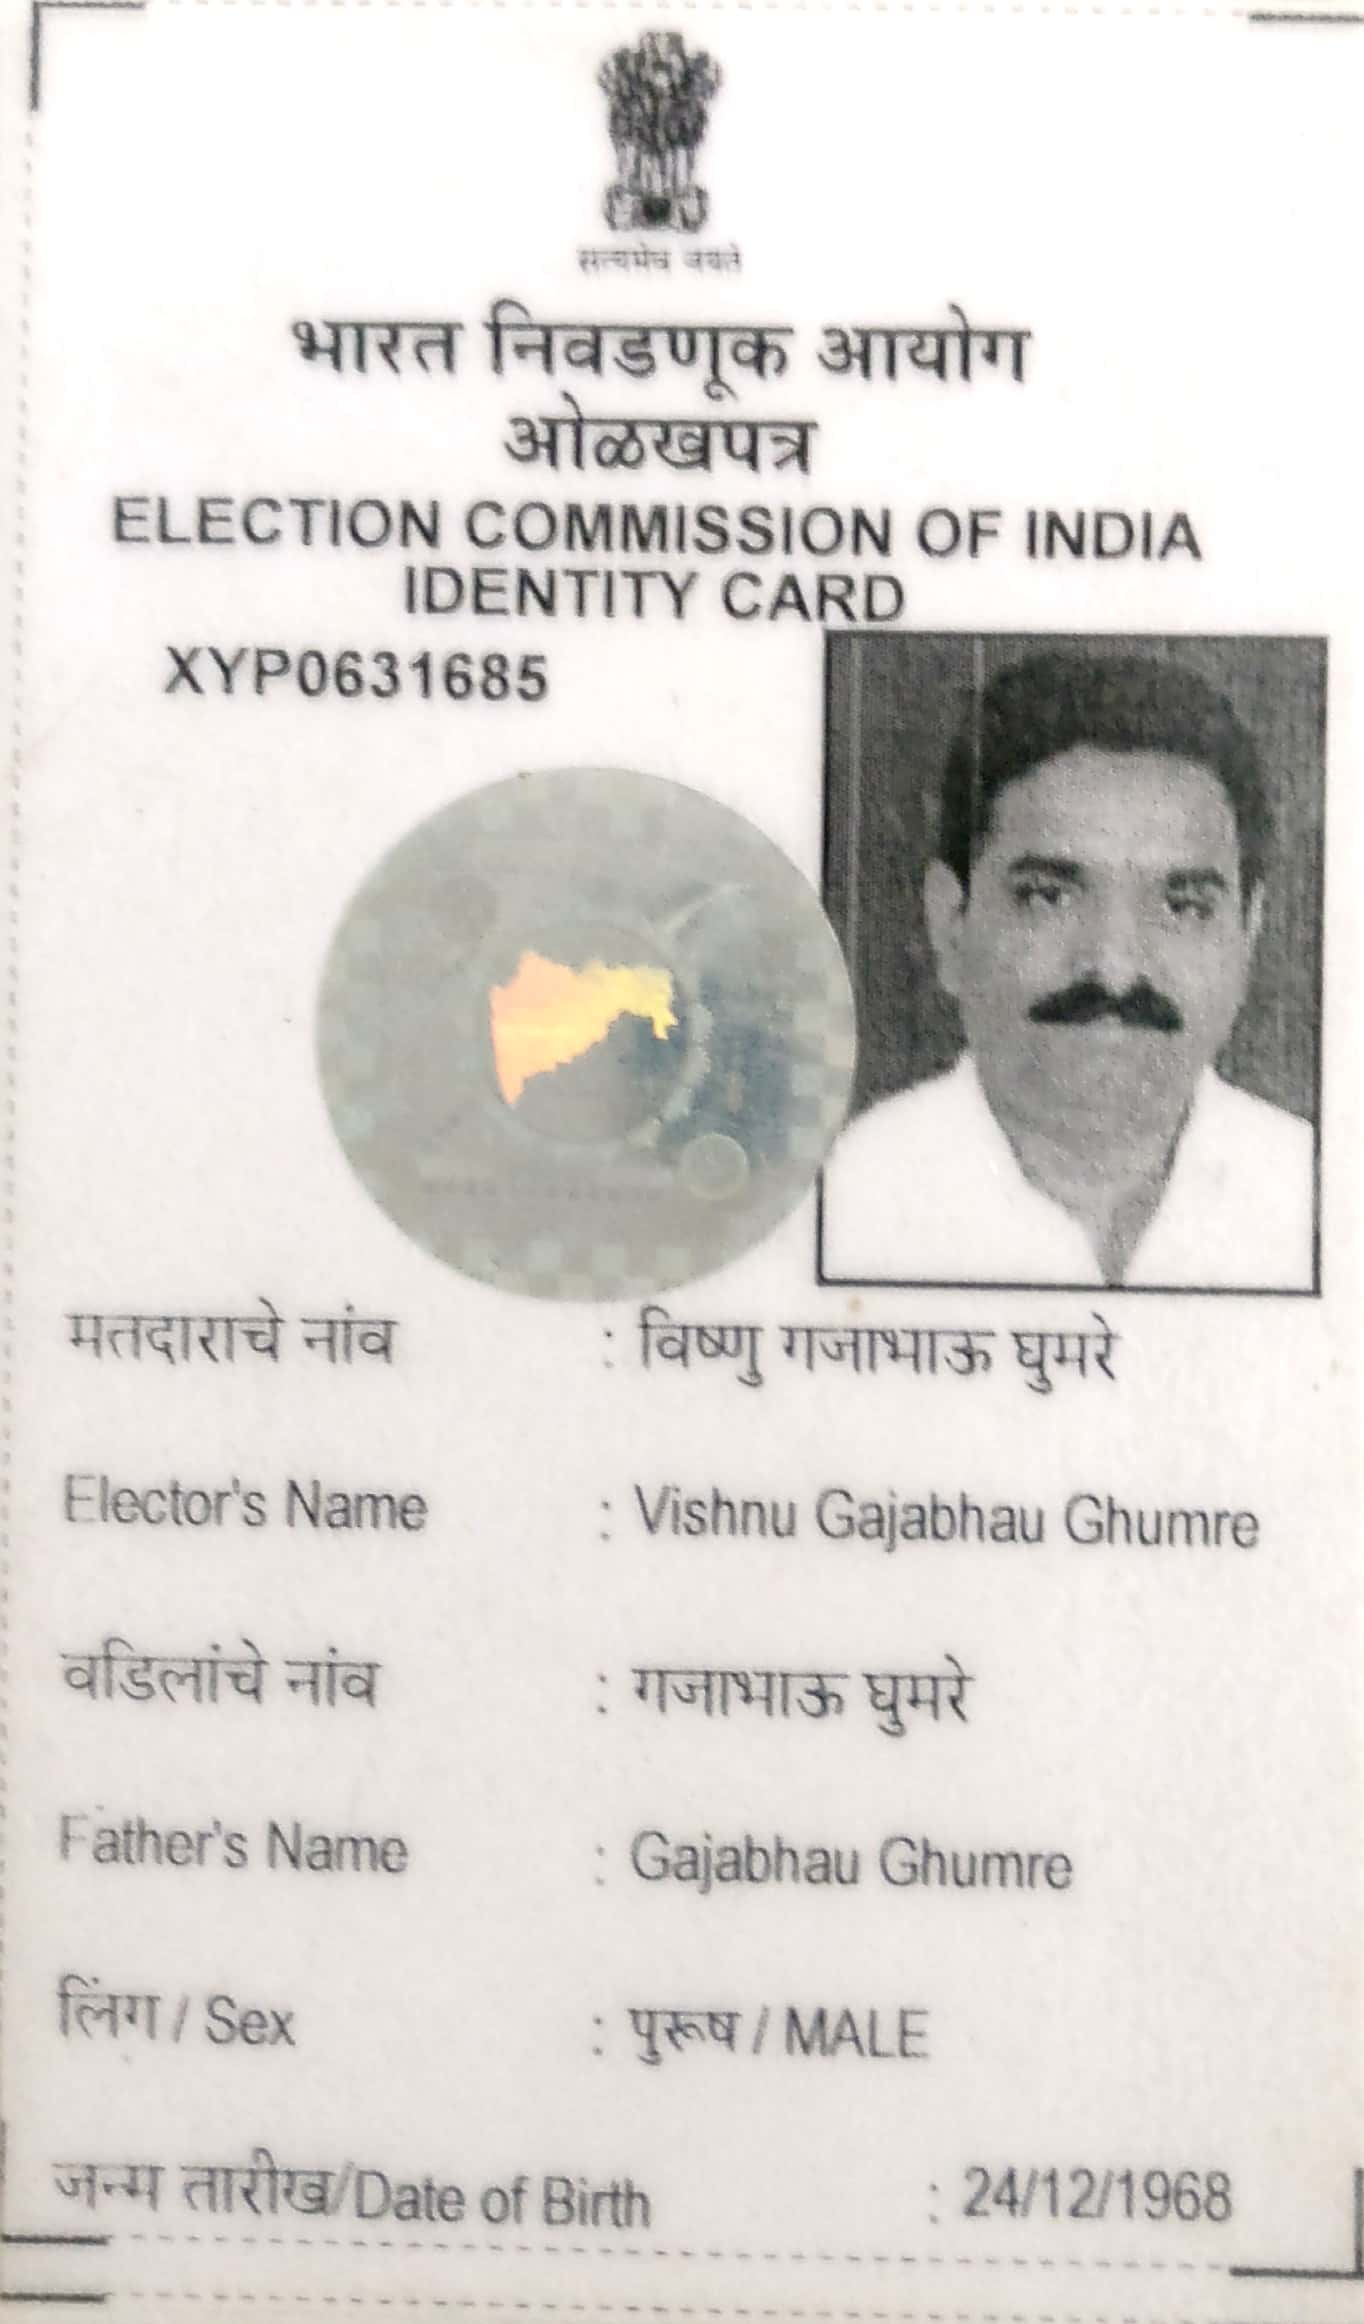 सत्यमेव जयते
भारत निवडणूक आयोग
ओळखपत्र
ELECTION COMMISSION OF INDIA
IDENTITY CARD
XYP0631685
मतदाराचे नांव : विष्णु गजाभाऊ घुमरे
Elector's Name : Vishnu Gajabhau Ghumre
वडिलांचे नांव : गजाभाऊ घुमरे
Father's Name : Gajabhau Ghumre
लिंग / Sex : पुरूष / MALE
जन्म तारीख/Date of Birth : 24/12/1968